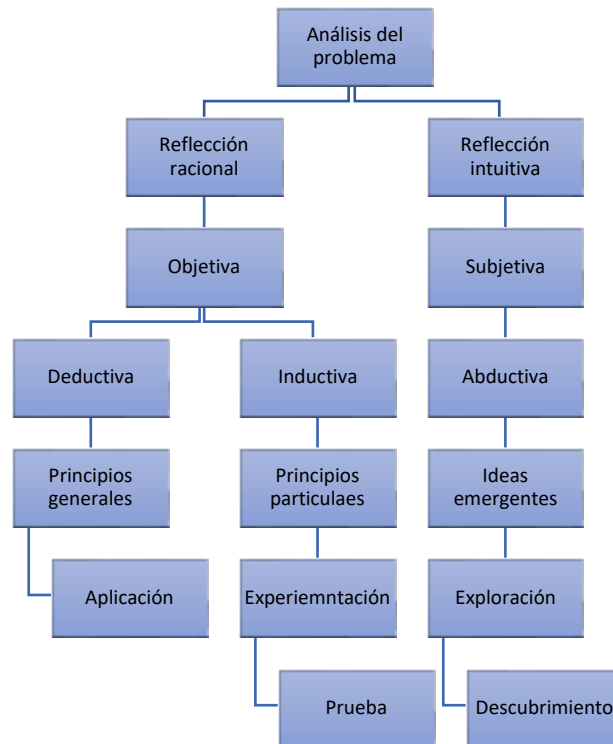 Análisis del
problema
Reflección
racional
Reflección
intuitiva
Objetiva
Subjetiva
Deductiva
Inductiva
Abductiva
Principios
generales
Principios
particulaes
Ideas
emergentes
Aplicación
Experiemntación
Exploración
Prueba
Descubrimiento